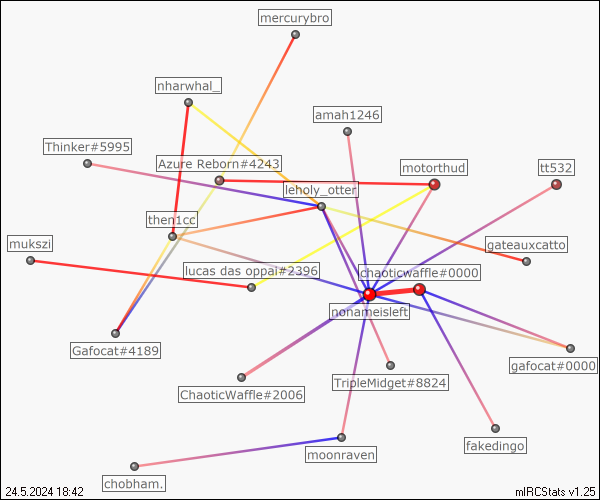 mercurybro
nharwhal_
amah1246
Thinker#5995
Azure Reborn#4243
motorthud
tt532
leholy_otter
then1cc
mukszi
gateauxcatto
lucas das oppai#2396
chaoticwaffle#0000
nonameisleft
Gafocat#4189
gafocat#0000
TripleMidget#8824
ChaoticWaffle#2006
fakedingo
moonraven
chobham.
24.5.2024 18:42
mIRCStats v1.25